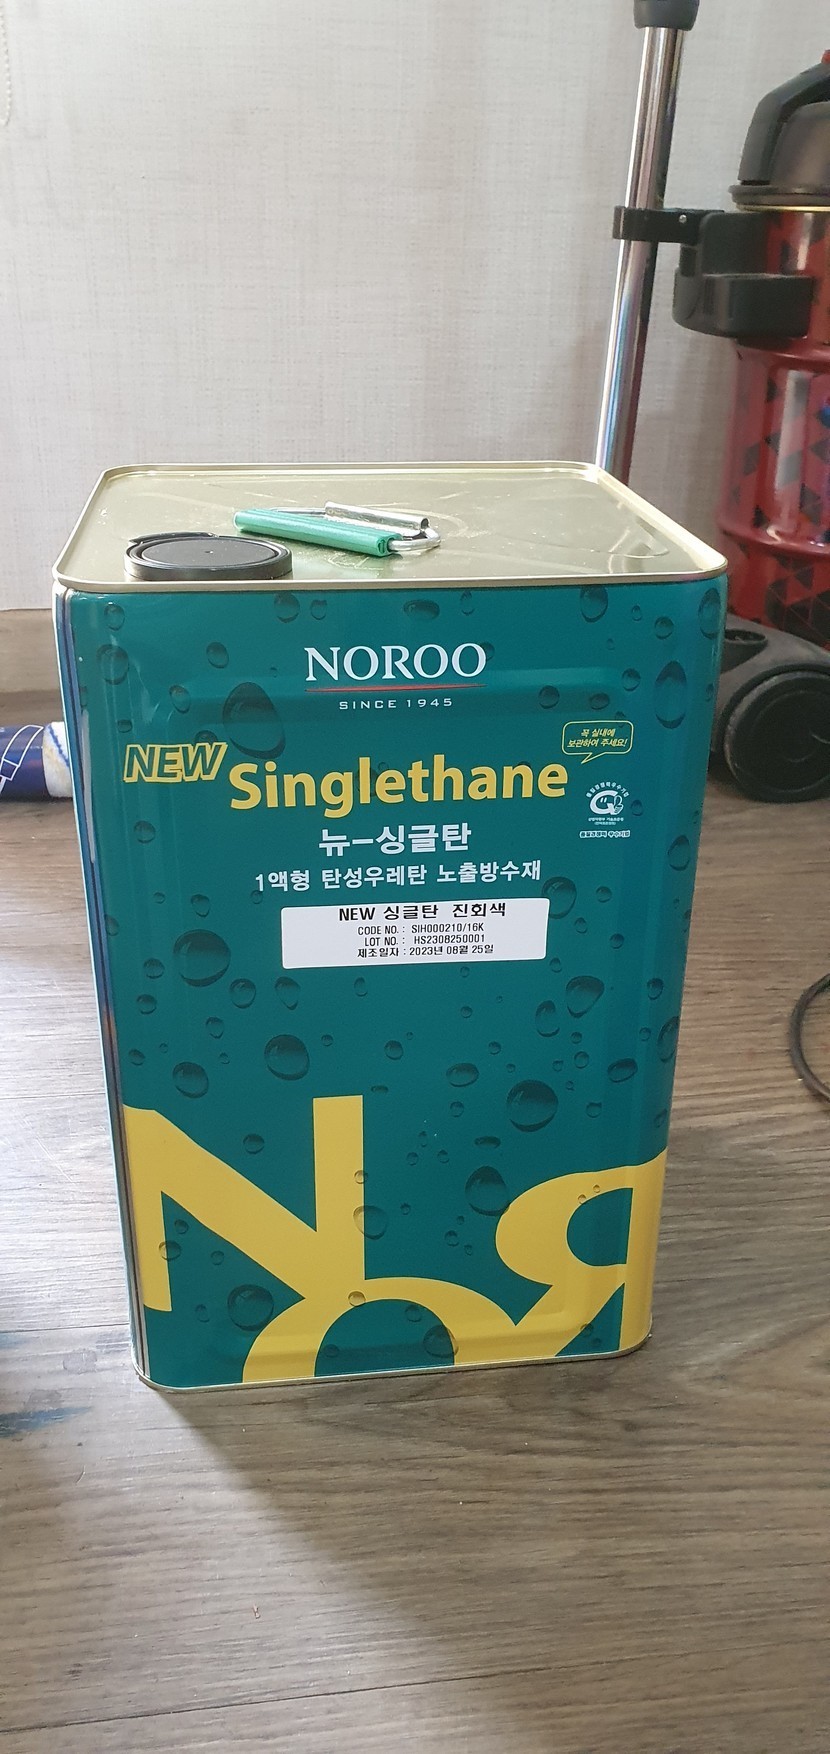 NOROO
SINCE 1945
NEW
Singlethane
꼭 실내에
보관하여 주세요!
뉴-싱글탄
1액형 탄성우레탄 노출방수재
NEW 싱글탄 진회색
CODE NO. : SIH000210/16K
LOT NO. : HS2308250001
제조일자 : 2023년 08월 25일